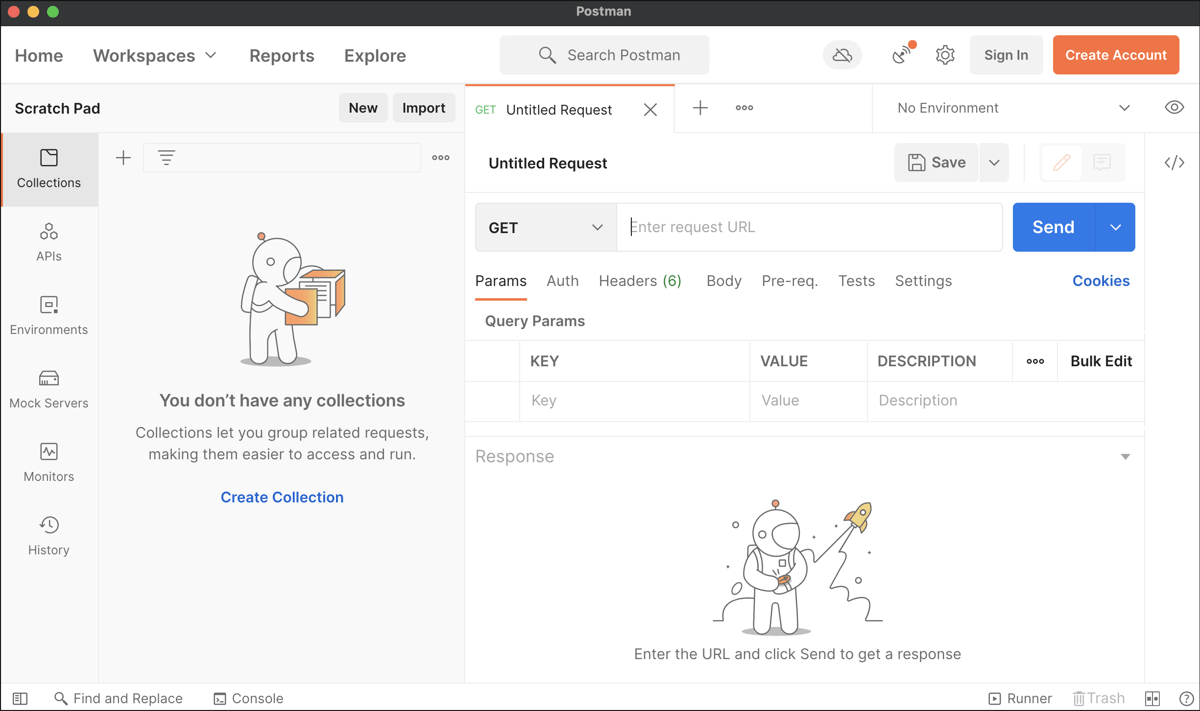 Postman
Home Workspaces Reports Explore Search Postman Sign In Create Account
Scratch Pad New Import
GET Untitled Request No Environment
Collections
APIs
Environments
Mock Servers
Monitors
History
You don’t have any collections
Collections let you group related requests,
making them easier to access and run.
Create Collection
Untitled Request Save
GET Enter request URL Send
Params Auth Headers (6) Body Pre-req. Tests Settings Cookies
Query Params
KEY VALUE DESCRIPTION Bulk Edit
Key Value Description
Response
Enter the URL and click Send to get a response
Find and Replace Console Runner Trash